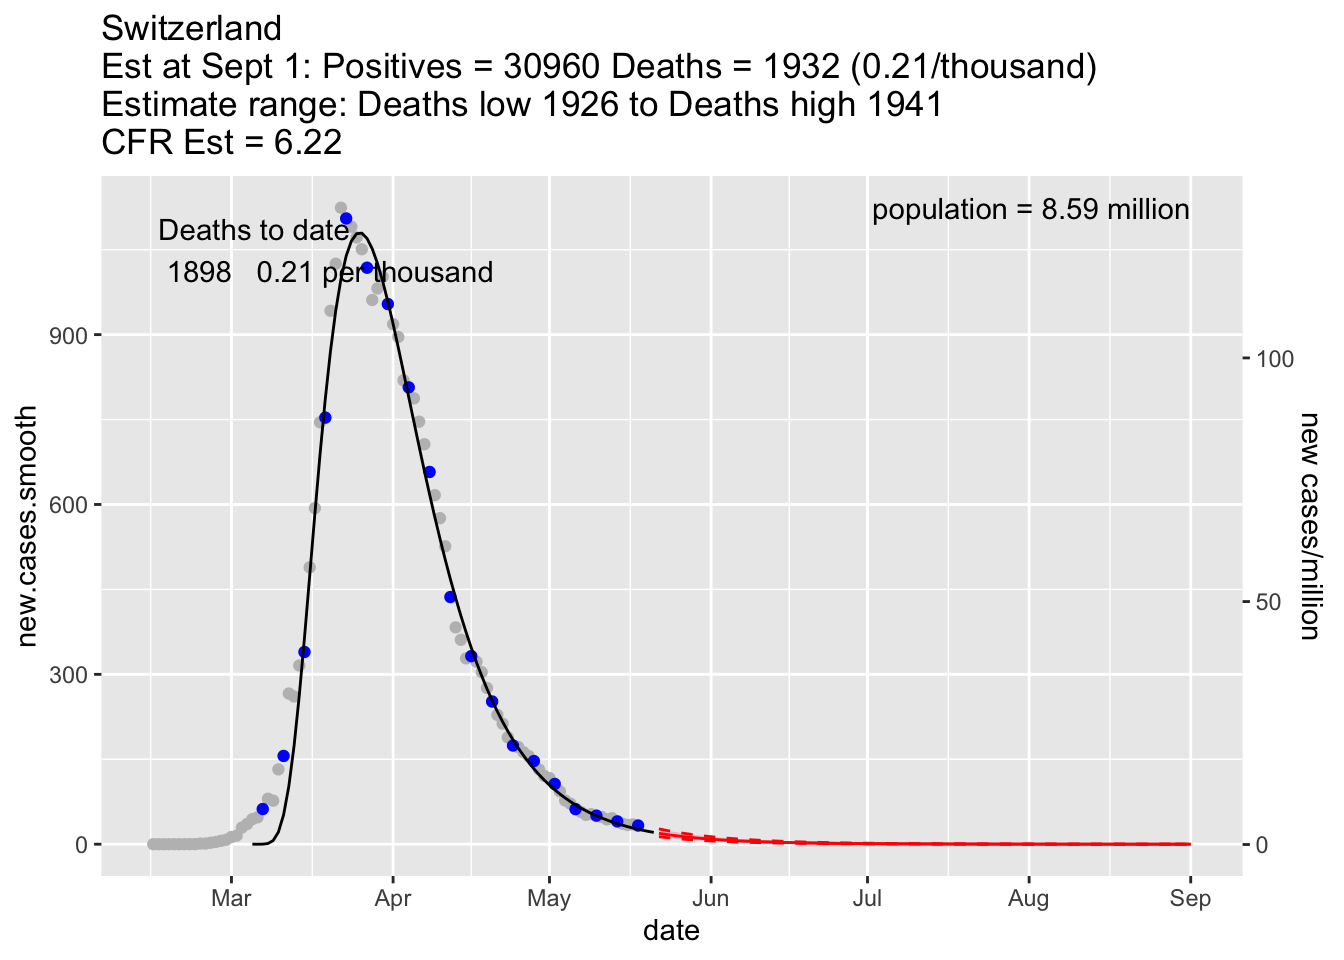 Switzerland
Est at Sept 1: Positives = 30960 Deaths = 1932 (0.21/thousand)
Estimate range: Deaths low 1926 to Deaths high 1941
CFR Est = 6.22
population = 8.59 million
Deaths to date
1898 0.21 per thousand
new.cases.smooth
900
600
300
0
new cases/million
100
50
0
Mar Apr May Jun Jul Aug Sep
date